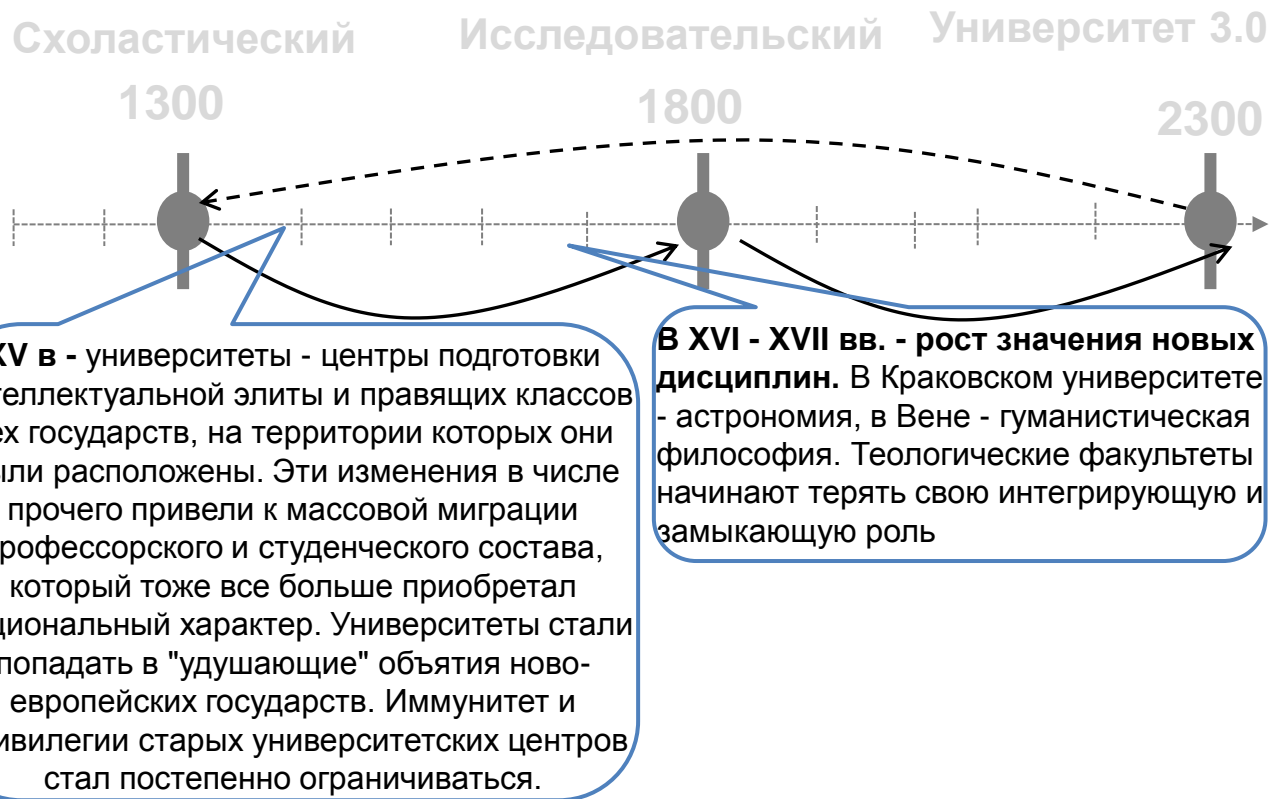 Схоластический
Исследовательский
Университет 3.0
1300
1800
2300
XV в - университеты - центры подготовки
теллектуальной элиты и правящих классов
ех государств, на территории которых они
ыли расположены. Эти изменения в числе
прочего привели к массовой миграции
рофессорского и студенческого состава,
который тоже все больше приобретал
циональный характер. Университеты стали
попадать в "удушающие" объятия ново-
европейских государств. Иммунитет и
ивилегии старых университетских центров
стал постепенно ограничиваться.
В XVI - XVII вв. - рост значения новых
дисциплин. В Краковском университете
- астрономия, в Вене - гуманистическая
философия. Теологические факультеты
начинают терять свою интегрирующую и
замыкающую роль